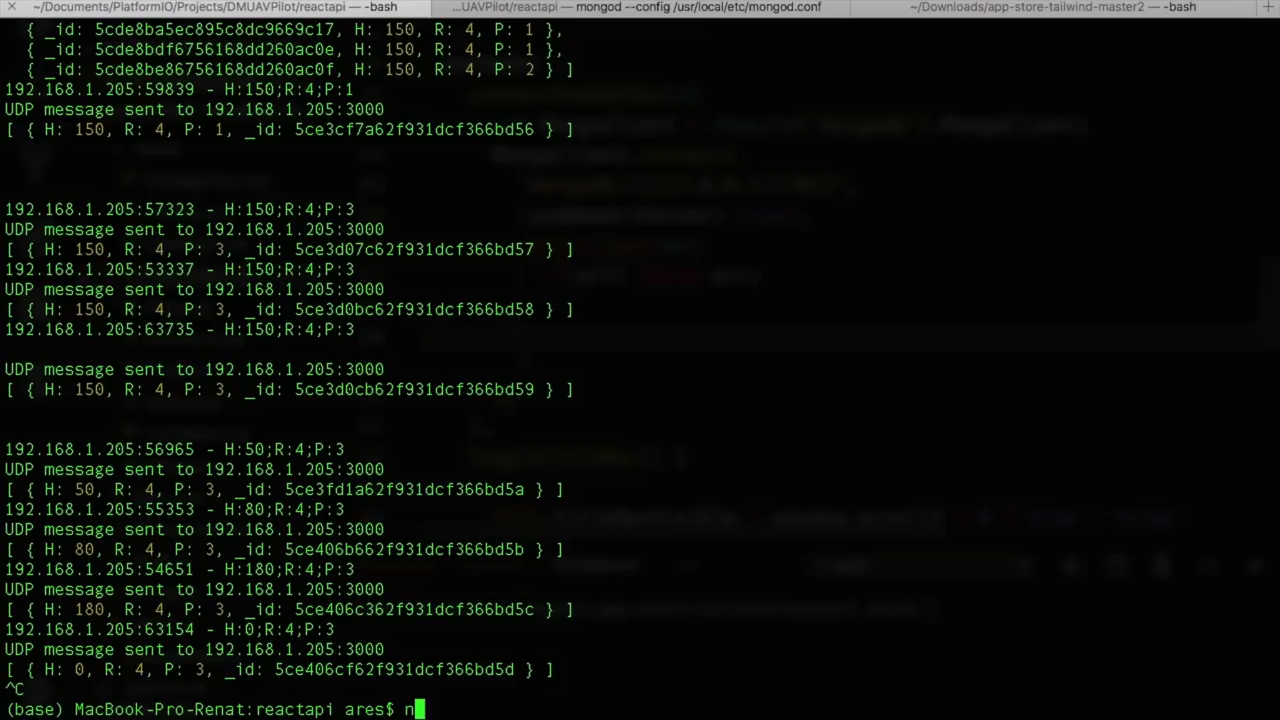 ~/Documents/PlatformIO/Projects/DMUAVPilot/reactapi — -bash
...UAVPilot/reactapi — mongod --config /usr/local/etc/mongod.conf
~/Downloads/app-store-tailwind-master2 — -bash
{ _id: 5cde8ba5ec895c8dc9669c17, H: 150, R: 4, P: 1 },
{ _id: 5cde8bdf6756168dd260ac0e, H: 150, R: 4, P: 1 },
{ _id: 5cde8be86756168dd260ac0f, H: 150, R: 4, P: 2 } ]
192.168.1.205:59839 - H:150;R:4;P:1
UDP message sent to 192.168.1.205:3000
[ { H: 150, R: 4, P: 1, _id: 5ce3cf7a62f931dcf366bd56 } ]
192.168.1.205:57323 - H:150;R:4;P:3
UDP message sent to 192.168.1.205:3000
[ { H: 150, R: 4, P: 3, _id: 5ce3d07c62f931dcf366bd57 } ]
192.168.1.205:53337 - H:150;R:4;P:3
UDP message sent to 192.168.1.205:3000
[ { H: 150, R: 4, P: 3, _id: 5ce3d0bc62f931dcf366bd58 } ]
192.168.1.205:63735 - H:150;R:4;P:3
UDP message sent to 192.168.1.205:3000
[ { H: 150, R: 4, P: 3, _id: 5ce3d0cb62f931dcf366bd59 } ]
192.168.1.205:56965 - H:50;R:4;P:3
UDP message sent to 192.168.1.205:3000
[ { H: 50, R: 4, P: 3, _id: 5ce3fd1a62f931dcf366bd5a } ]
192.168.1.205:55353 - H:80;R:4;P:3
UDP message sent to 192.168.1.205:3000
[ { H: 80, R: 4, P: 3, _id: 5ce406b662f931dcf366bd5b } ]
192.168.1.205:54651 - H:180;R:4;P:3
UDP message sent to 192.168.1.205:3000
[ { H: 180, R: 4, P: 3, _id: 5ce406c362f931dcf366bd5c } ]
192.168.1.205:63154 - H:0;R:4;P:3
UDP message sent to 192.168.1.205:3000
[ { H: 0, R: 4, P: 3, _id: 5ce406cf62f931dcf366bd5d } ]
^C
(base) MacBook-Pro-Renat:reactapi ares$ n